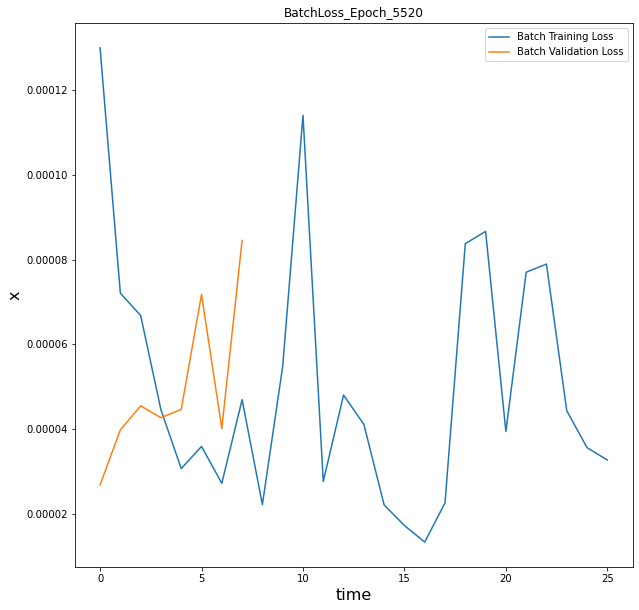 BatchLoss_Epoch_5520
Batch Training Loss
Batch Validation Loss
0.00012
0.00010
0.00008
0.00006
0.00004
0.00002
x
0 5 10 15 20 25
time